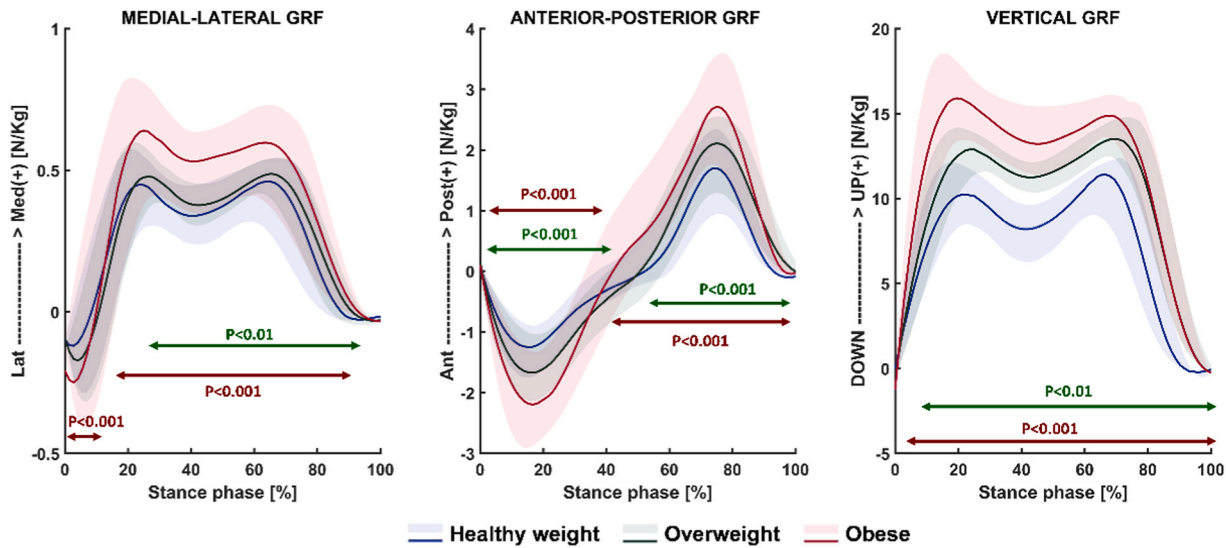 MEDIAL-LATERAL GRF
Lat ------------------ > Med(+) [N/Kg]
1
0.5
0
-0.5
P<0.01
P<0.001
P<0.001
0 20 40 60 80 100
Stance phase [%]
ANTERIOR-POSTERIOR GRF
Ant ------------------ > Post(+) [N/Kg]
4
3
2
1
0
-1
-2
-3
P<0.001
P<0.001
P<0.001
P<0.001
0 20 40 60 80 100
Stance phase [%]
VERTICAL GRF
DOWN ------------------ > UP(+) [N/Kg]
20
15
10
5
0
-5
P<0.01
P<0.001
0 20 40 60 80 100
Stance phase [%]
Healthy weight Overweight Obese